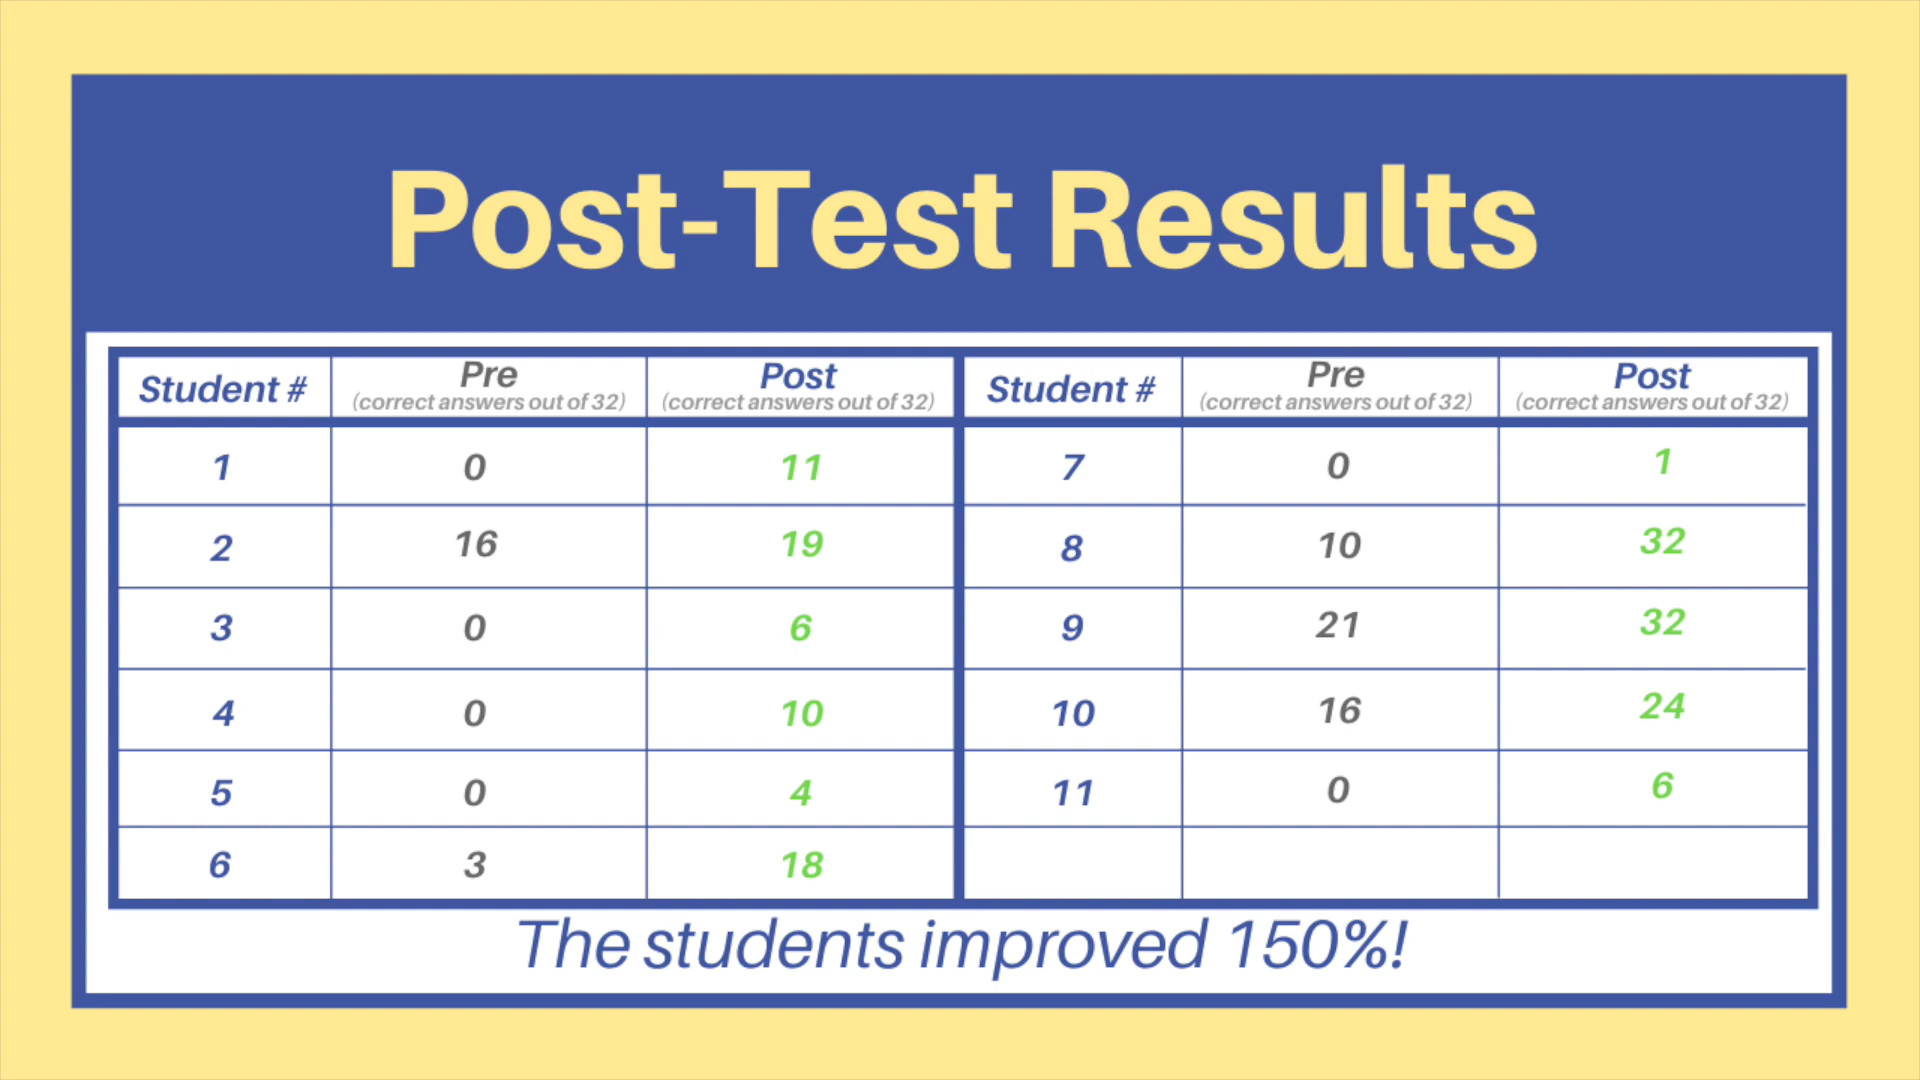 Post-Test Results
Student # Pre Post Student # Pre Post
(correct answers out of 32) (correct answers out of 32) (correct answers out of 32) (correct answers out of 32)
1 0 11 7 0 1
2 16 19 8 10 32
3 0 6 9 21 32
4 0 10 10 16 24
5 0 4 11 0 6
6 3 18
The students improved 150%!